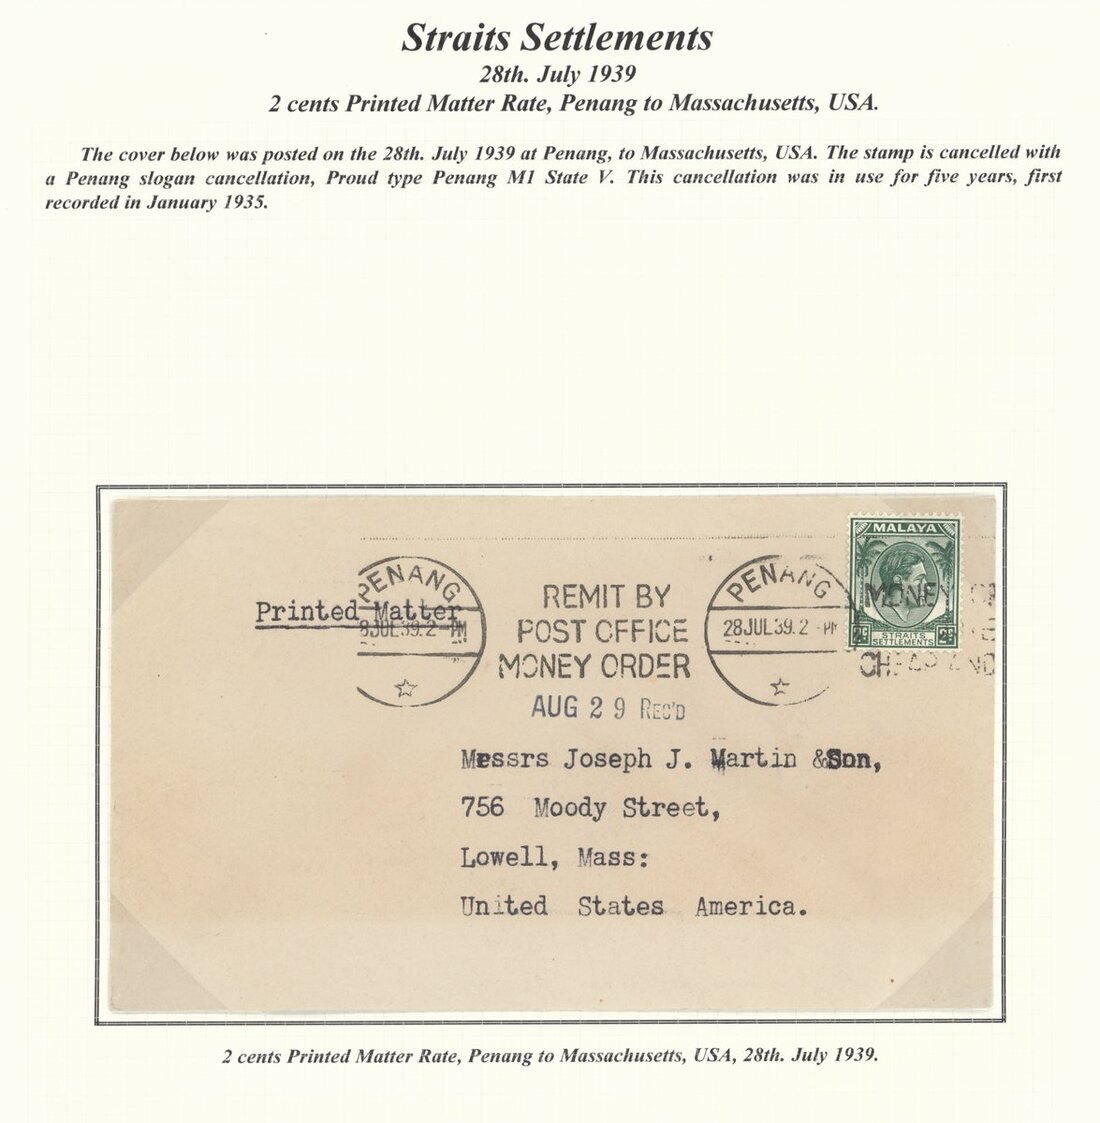 Straits Settlements
28th. July 1939
2 cents Printed Matter Rate, Penang to Massachusetts, USA.
The cover below was posted on the 28th. July 1939 at Penang, to Massachusetts, USA. The stamp is cancelled with
a Penang slogan cancellation, Proud type Penang M1 State V. This cancellation was in use for five years, first
recorded in January 1935.
MALAYA
STRAITS
SETTLEMENTS
PENANG
8JUL39.2-PM
REMIT BY
POST OFFICE
MONEY ORDER
PENANG
28JUL39.2-PM
MONEY
Printed Matter
AUG 29 REC'D
Messrs Joseph J. Martin &Son,
756 Moody Street,
Lowell, Mass:
United States America.
2 cents Printed Matter Rate, Penang to Massachusetts, USA, 28th. July 1939.